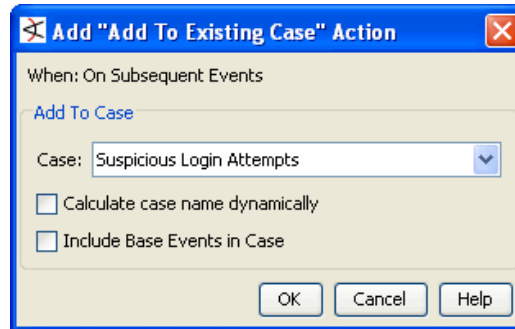 Add "Add To Existing Case" Action
When: On Subsequent Events
Add To Case
Case: Suspicious Login Attempts
Calculate case name dynamically
Include Base Events in Case
OK Cancel Help